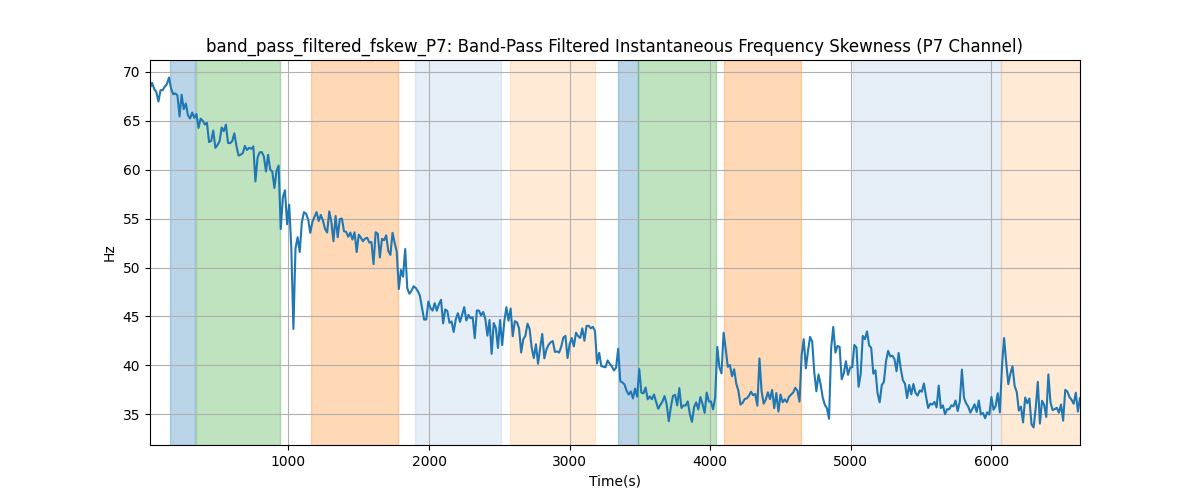 band_pass_filtered_fskew_P7: Band-Pass Filtered Instantaneous Frequency Skewness (P7 Channel)
70
65
60
55
50
45
40
35
Hz
1000 2000 3000 4000 5000 6000
Time(s)